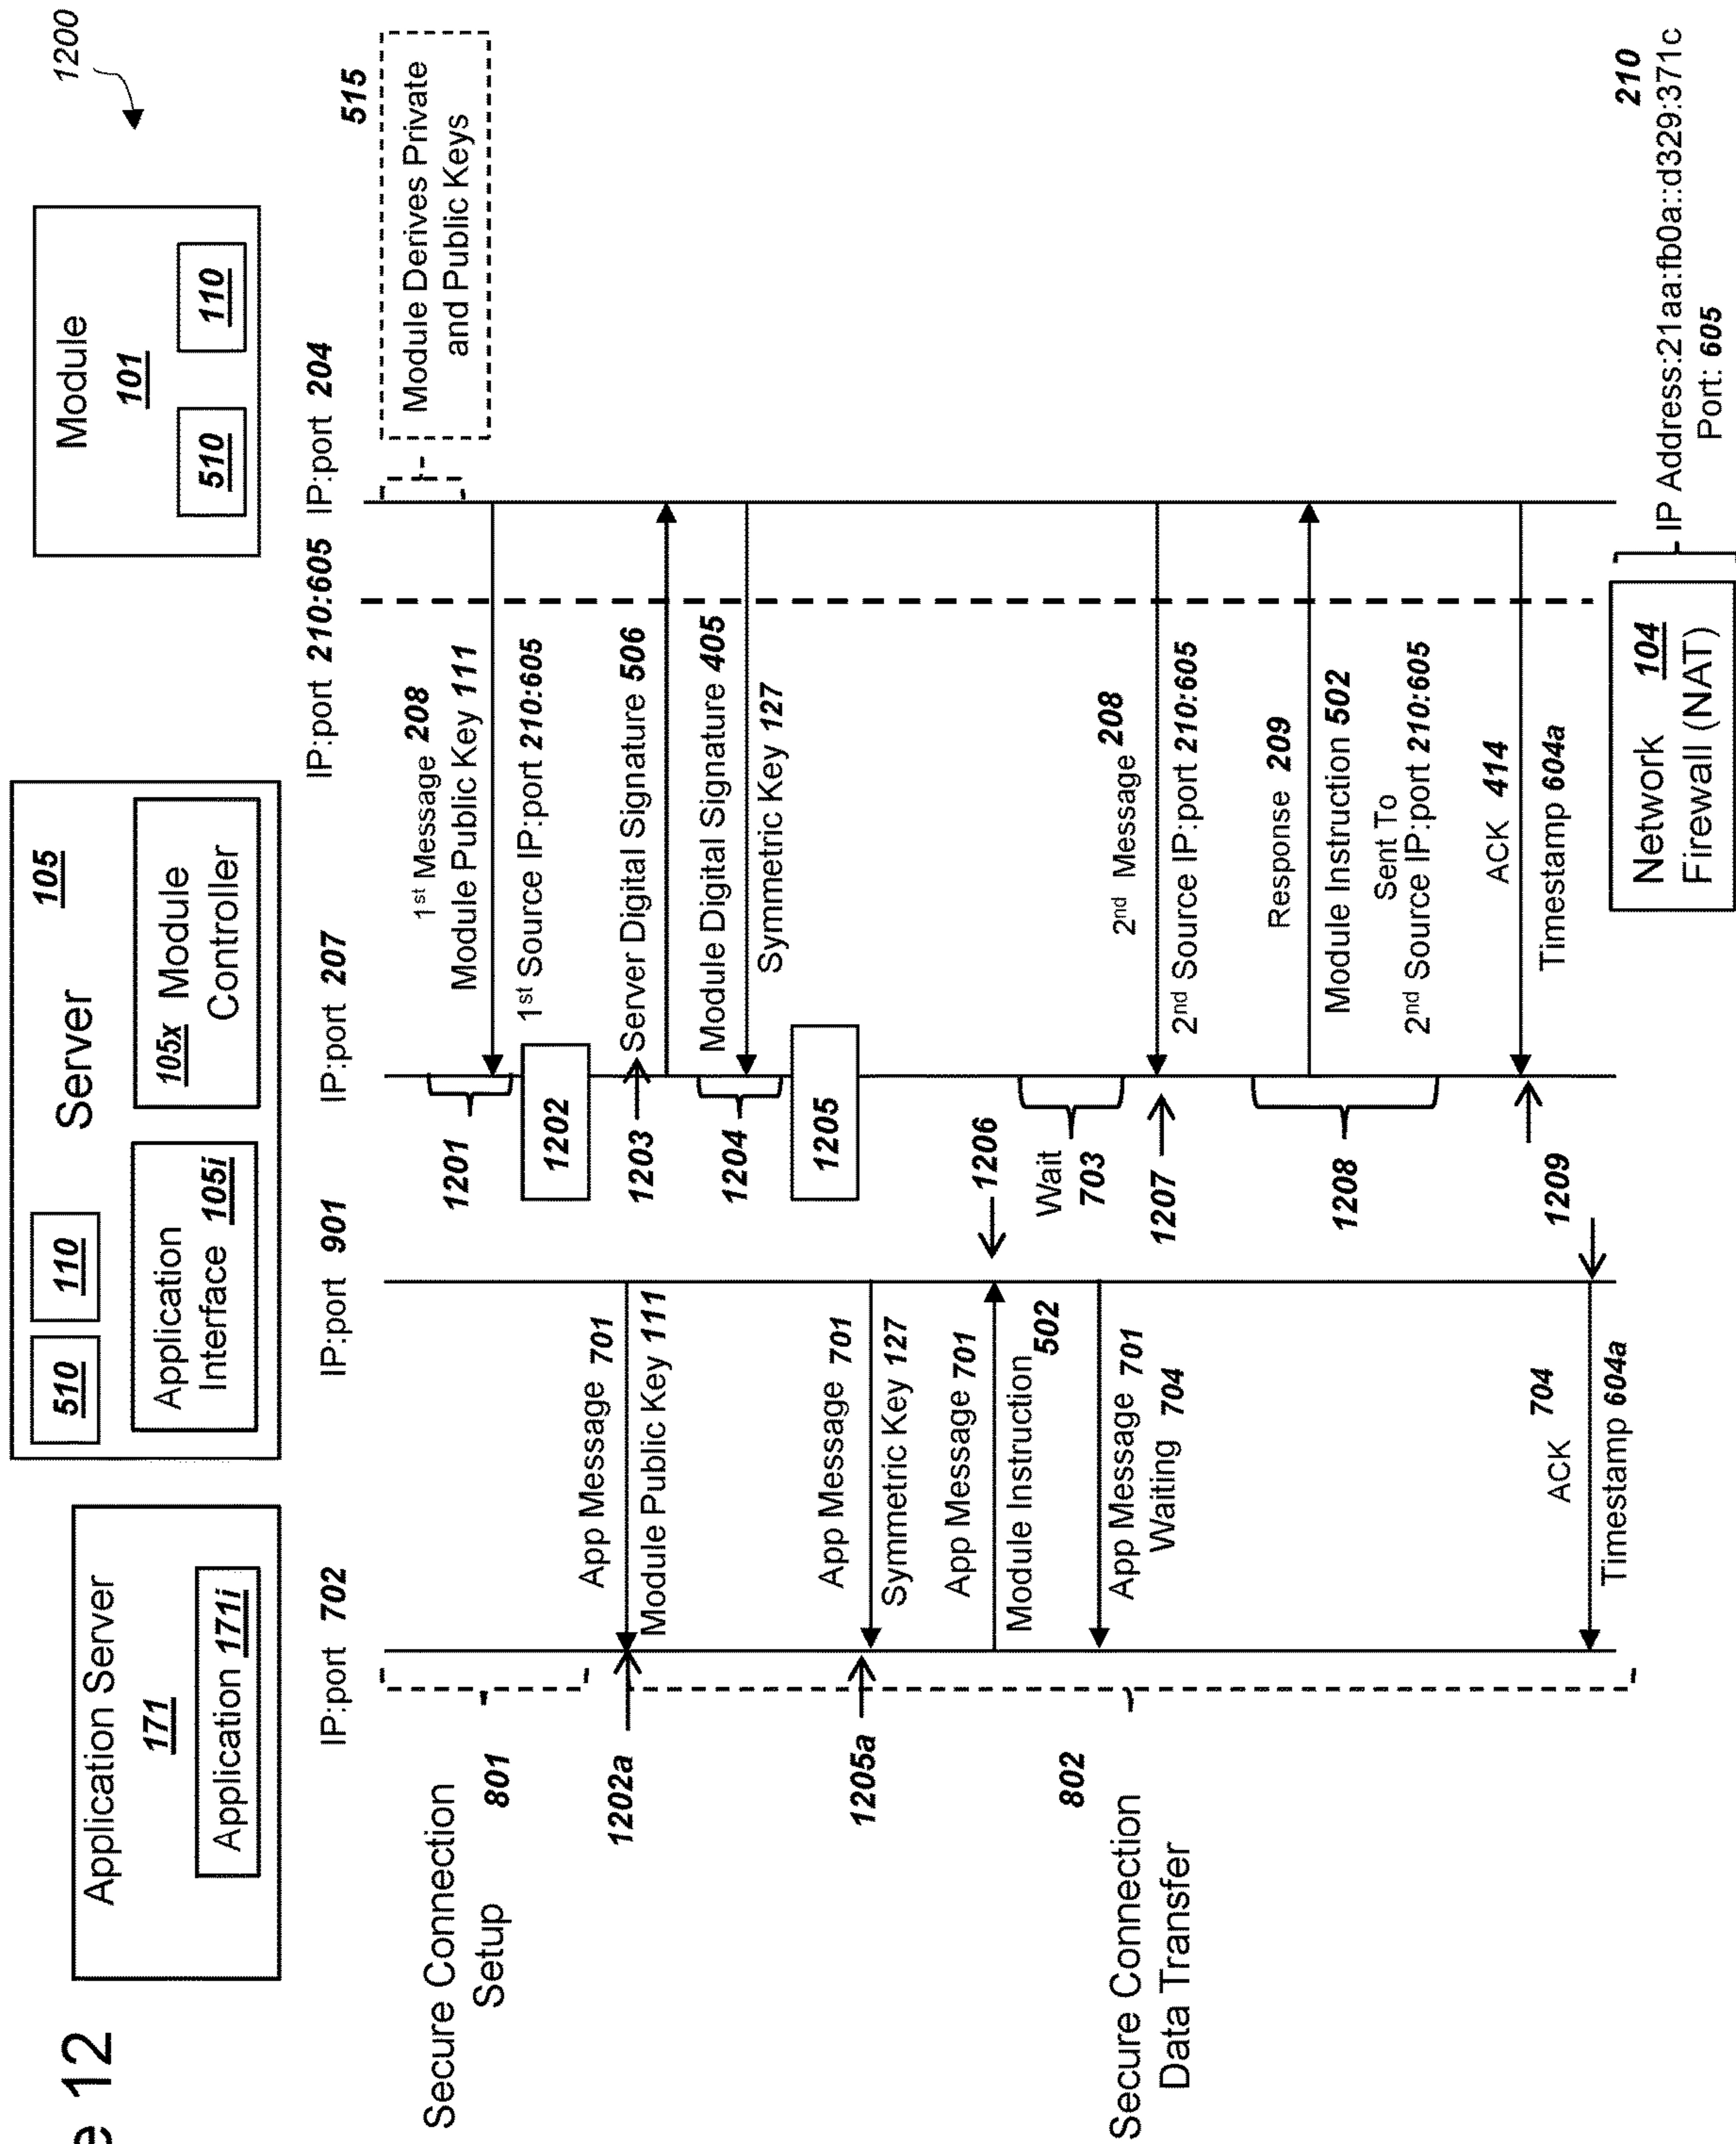 e 12
1200
Application Server
171
Application 171i
510
110
Server
105
Application
Interface 105i
105x Module
Controller
Module
101
510
110
IP:port 702
IP:port 901
IP:port 207
IP:port 210:605
IP:port 204
515
Module Derives Private
and Public Keys
Secure Connection
Setup
801
1201
1st Message 208
Module Public Key 111
1st Source IP:port 210:605
1202
1202a
App Message 701
Module Public Key 111
1203
Server Digital Signature 506
1204
Module Digital Signature 405
Symmetric Key 127
1205
1205a
App Message 701
Symmetric Key 127
App Message 701
Module Instruction
502
1206
802
Secure Connection
Data Transfer
App Message 701
Waiting 704
Wait
703
1207
2nd Message 208
2nd Source IP:port 210:605
1208
Response 209
Module Instruction 502
Sent To
2nd Source IP:port 210:605
1209
ACK 414
Timestamp 604a
704
ACK
Timestamp 604a
Network 104
Firewall (NAT)
210
IP Address:21aa:fb0a::d329:371c
Port: 605